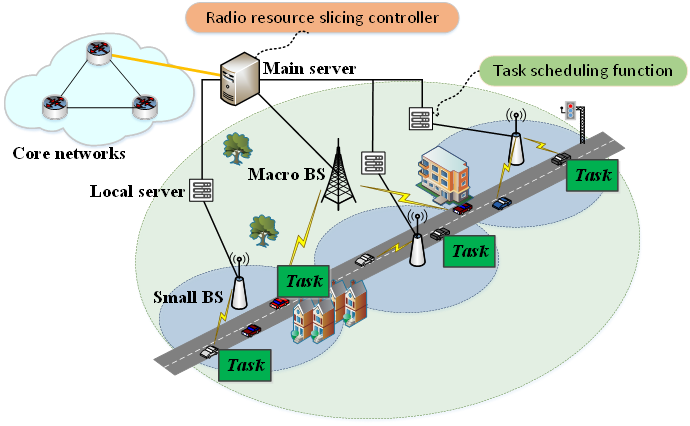 Radio resource slicing controller
Main server
Task scheduling function
Core networks
Macro BS
Local server
Task
Task
Task
Small BS
Task